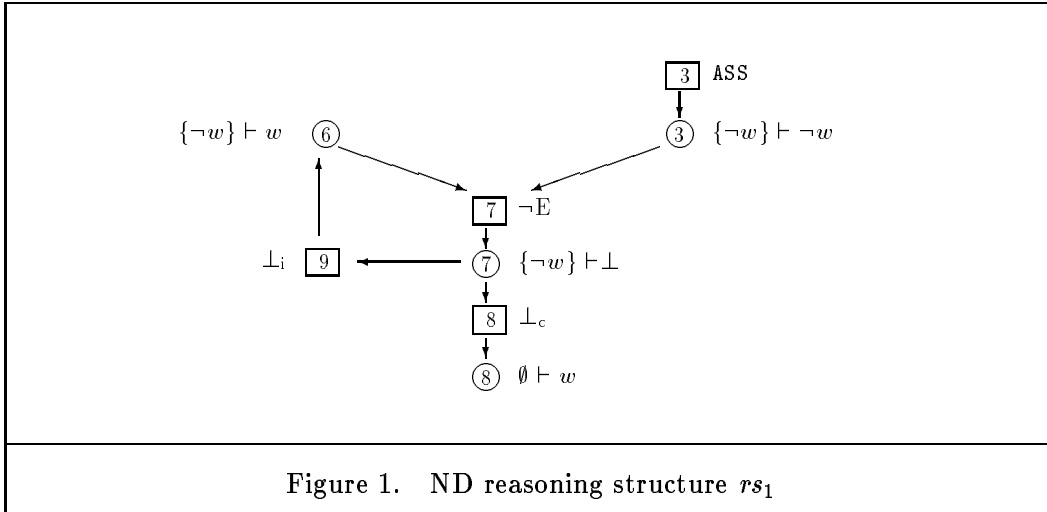 3 ASS
{¬w} ⊢ w 6 3 {¬w} ⊢ ¬w
7 ¬E
⊥i 9 7 {¬w} ⊢⊥
8 ⊥c
8 ∅ ⊢ w
Figure 1. ND reasoning structure rs₁